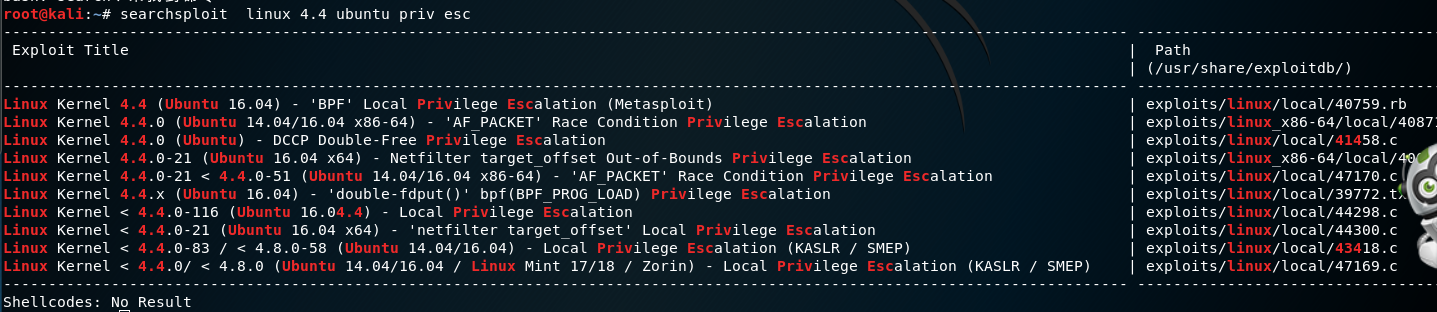 root@kali:~# searchsploit  linux 4.4 ubuntu priv esc
Exploit Title | Path
| (/usr/share/exploitdb/)
Linux Kernel 4.4 (Ubuntu 16.04) - 'BPF' Local Privilege Escalation (Metasploit) | exploits/linux/local/40759.rb
Linux Kernel 4.4.0 (Ubuntu 14.04/16.04 x86-64) - 'AF_PACKET' Race Condition Privilege Escalation | exploits/linux_x86-64/local/40871
Linux Kernel 4.4.0 (Ubuntu) - DCCP Double-Free Privilege Escalation | exploits/linux/local/41458.c
Linux Kernel 4.4.0-21 (Ubuntu 16.04 x64) - Netfilter target_offset Out-of-Bounds Privilege Escalation | exploits/linux_x86-64/local/40
Linux Kernel 4.4.0-21 < 4.4.0-51 (Ubuntu 14.04/16.04 x86-64) - 'AF_PACKET' Race Condition Privilege Escalation | exploits/linux/local/47170.c
Linux Kernel 4.4.x (Ubuntu 16.04) - 'double-fdput()' bpf(BPF_PROG_LOAD) Privilege Escalation | exploits/linux/local/39772.t
Linux Kernel < 4.4.0-116 (Ubuntu 16.04.4) - Local Privilege Escalation | exploits/linux/local/44298.c
Linux Kernel < 4.4.0-21 (Ubuntu 16.04 x64) - 'netfilter target_offset' Local Privilege Escalation | exploits/linux/local/44300.c
Linux Kernel < 4.4.0-83 / < 4.8.0-58 (Ubuntu 14.04/16.04) - Local Privilege Escalation (KASLR / SMEP) | exploits/linux/local/43418.c
Linux Kernel < 4.4.0/ < 4.8.0 (Ubuntu 14.04/16.04 / Linux Mint 17/18 / Zorin) - Local Privilege Escalation (KASLR / SMEP) | exploits/linux/local/47169.c
Shellcodes: No Result